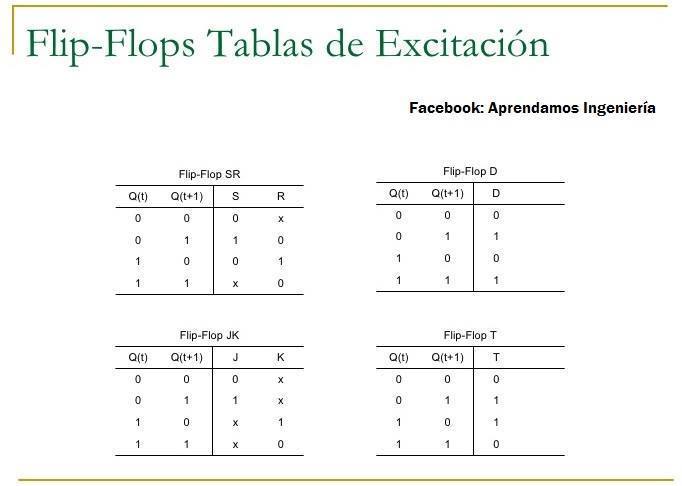 Flip-Flops Tablas de Excitación
Facebook: Aprendamos Ingeniería
Flip-Flop SR
Q(t) Q(t+1) S R
0 0 0 x
0 1 1 0
1 0 0 1
1 1 x 0
Flip-Flop D
Q(t) Q(t+1) D
0 0 0
0 1 1
1 0 0
1 1 1
Flip-Flop JK
Q(t) Q(t+1) J K
0 0 0 x
0 1 1 x
1 0 x 1
1 1 x 0
Flip-Flop T
Q(t) Q(t+1) T
0 0 0
0 1 1
1 0 1
1 1 0